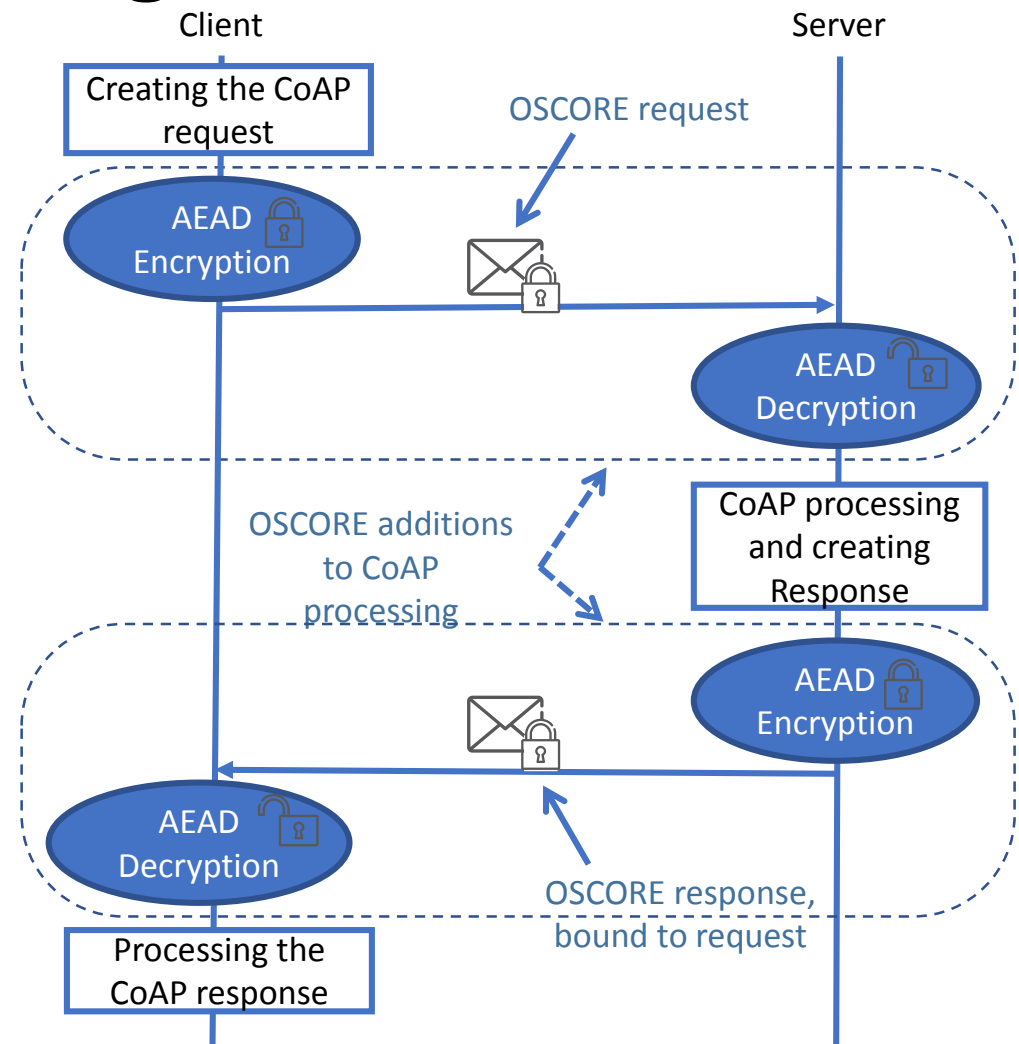 Client
Server
Creating the CoAP
request
OSCORE request
AEAD
Encryption
AEAD
Decryption
OSCORE additions
to CoAP
processing
CoAP processing
and creating
Response
AEAD
Encryption
AEAD
Decryption
OSCORE response,
bound to request
Processing the
CoAP response